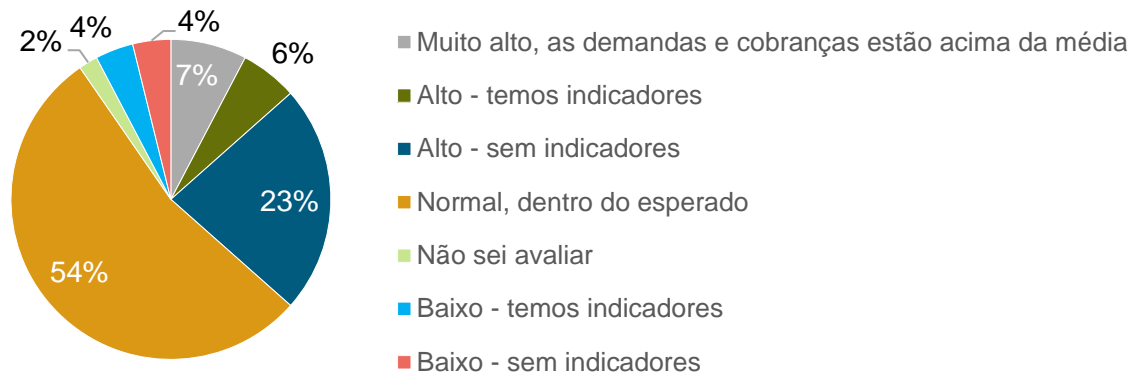 4%
4%
2%
7%
6%
23%
54%
Muito alto, as demandas e cobranças estão acima da média
Alto - temos indicadores
Alto - sem indicadores
Normal, dentro do esperado
Não sei avaliar
Baixo - temos indicadores
Baixo - sem indicadores